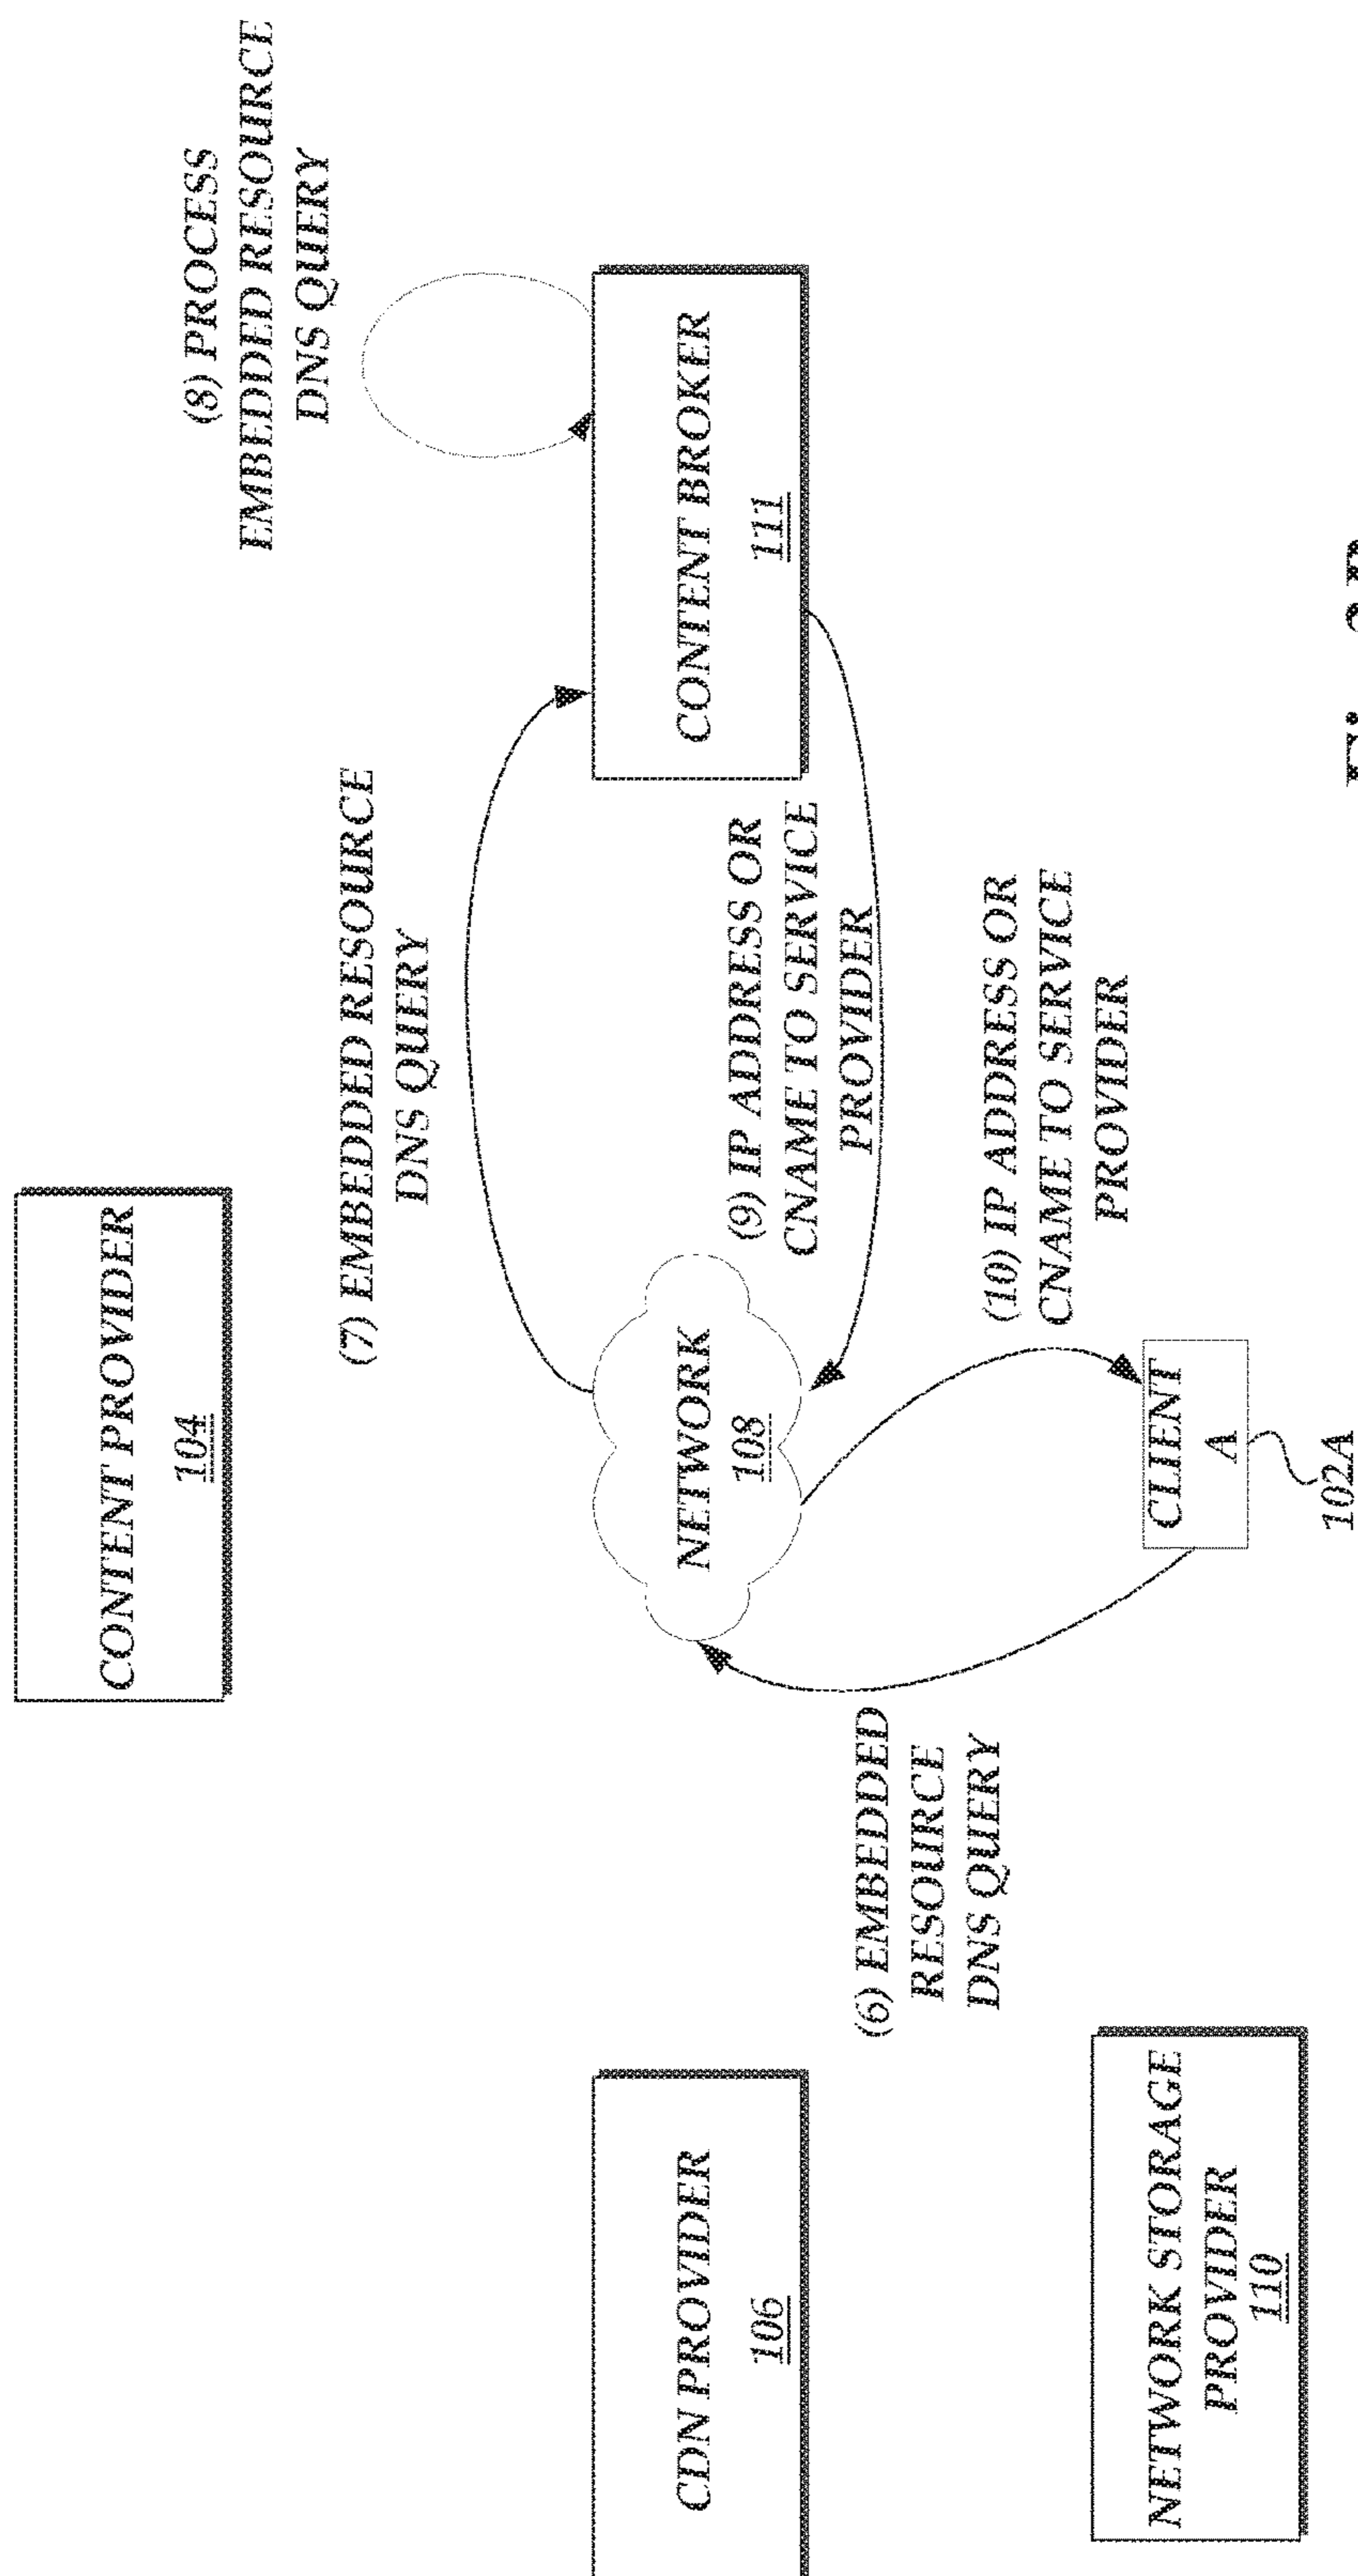 CONTENT PROVIDER
104
(8) PROCESS
EMBEDDED RESOURCE
DNS QUERY
(7) EMBEDDED RESOURCE
DNS QUERY
CDN PROVIDER
106
NETWORK
108
CONTENT BROKER
111
(9) IP ADDRESS OR
CNAME TO SERVICE
PROVIDER
(6) EMBEDDED
RESOURCE
DNS QUERY
(10) IP ADDRESS OR
CNAME TO SERVICE
PROVIDER
NETWORK STORAGE
PROVIDER
110
CLIENT
A
102A